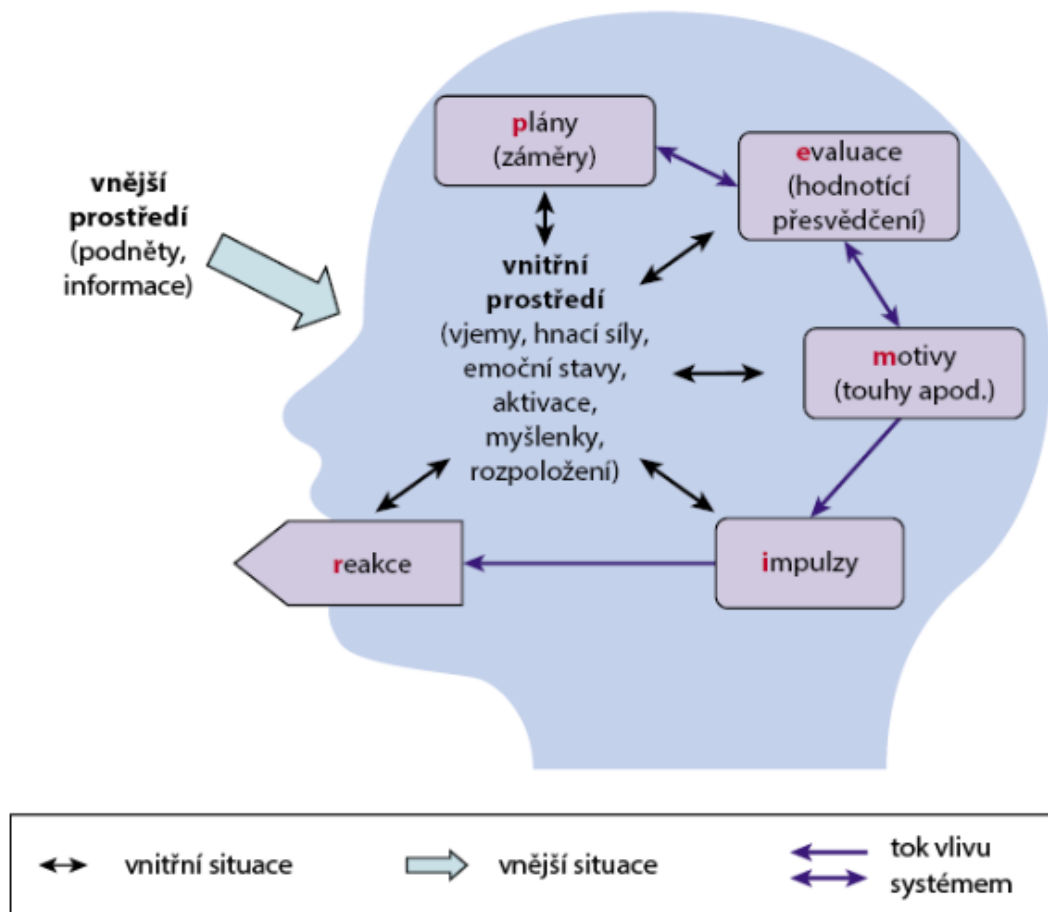 plány
(záměry)
evaluace
(hodnotící
přesvědčení)
vnější
prostředí
(podněty,
informace)
vnitřní
prostředí
(vjemy, hnací síly,
emoční stavy,
aktivace,
myšlenky,
rozpoložení)
motivy
(touhy apod.)
reakce
impulzy
vnitřní situace
vnější situace
tok vlivu
systémem